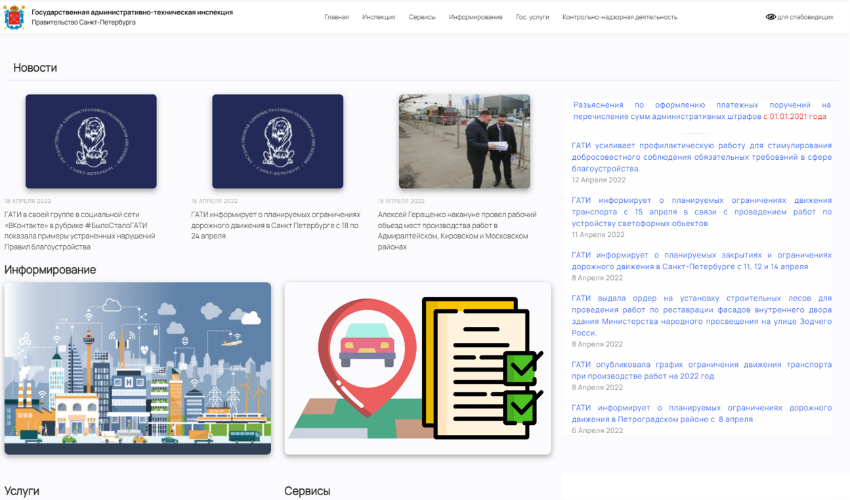 Государственная административно-техническая инспекция
Правительство Санкт-Петербурга
Главная Инспекция Сервисы Информирование Гос. услуги Контрольно-надзорная деятельность
для слабовидящих
Новости
18 АПРЕЛЯ 2022
ГАТИ в своей группе в социальной сети
«ВКонтакте» в рубрике #БылоСталоГАТИ
показала примеры устраненных нарушений
Правил благоустройства
ГАТИ информирует о планируемых ограничениях
дорожного движения в Санкт Петербурге с 18 по
24 апреля
15 АПРЕЛЯ 2022
Алексей Геращенко накануне провел рабочий
объезд мест производства работ в
Адмиралтейском, Кировском и Московском
районах
Разъяснения по оформлению платежных поручений на
перечисление сумм административных штрафов с 01.01.2021 года
ГАТИ усиливает профилактическую работу для стимулирования
добросовестного соблюдения обязательных требований в сфере
благоустройства.
12 Апреля 2022
ГАТИ информирует о планируемых ограничениях движения
транспорта с 15 апреля в связи с проведением работ по
устройству светофорных объектов
11 Апреля 2022
ГАТИ информирует о планируемых закрытиях и ограничениях
дорожного движения в Санкт-Петербурге с 11, 12 и 14 апреля
8 Апреля 2022
ГАТИ выдала ордер на установку строительных лесов для
проведения работ по реставрации фасадов внутреннего двора
здания Министерства народного просвещения на улице Зодчего
Росси.
8 Апреля 2022
ГАТИ опубликовала график ограничения движения транспорта
при производстве работ на 2022 год
8 Апреля 2022
ГАТИ информирует о планируемых ограничениях дорожного
движения в Петроградском районе с 8 апреля
6 Апреля 2022
Информирование
Услуги
Сервисы